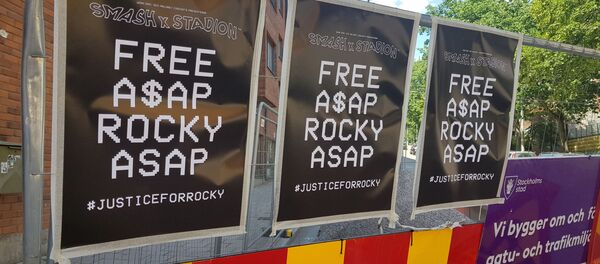 SMASH X STADION
FREE
A$AP
ROCKY
ASAP
#JUSTICEFORROCKY
SMASH X STADION
FREE
A$AP
ROCKY
ASAP
#JUSTICEFORROCKY
SMASH X STADION
FREE
A$AP
ROCKY
ASAP
#JUSTICEFORROCKY
Stockholms
stad
Vi bygger om och
gatu- och trafikmilj